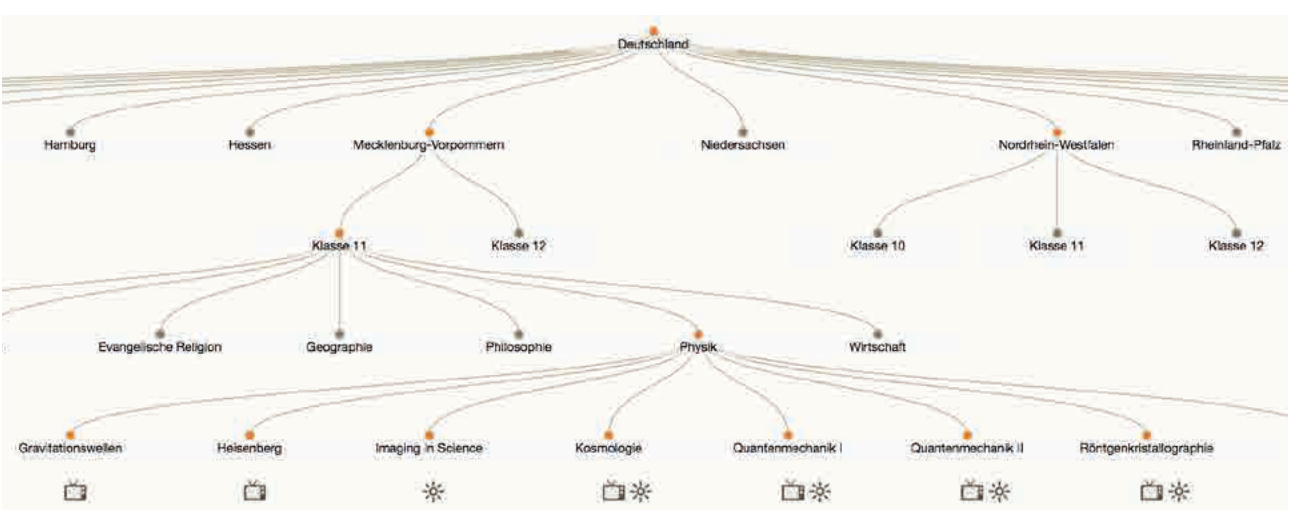 Deutschland
Hamburg
Hessen
Mecklenburg-Vorpommern
Niedersachsen
Nordrhein-Westfalen
Rheinland-Pfalz
Klasse 11
Klasse 12
Klasse 10
Klasse 11
Klasse 12
Evangelische Religion
Geographie
Philosophie
Physik
Wirtschaft
Gravitationswellen
Heisenberg
Imaging in Science
Kosmologie
Quantenmechanik I
Quantenmechanik II
Röntgenkristallographie